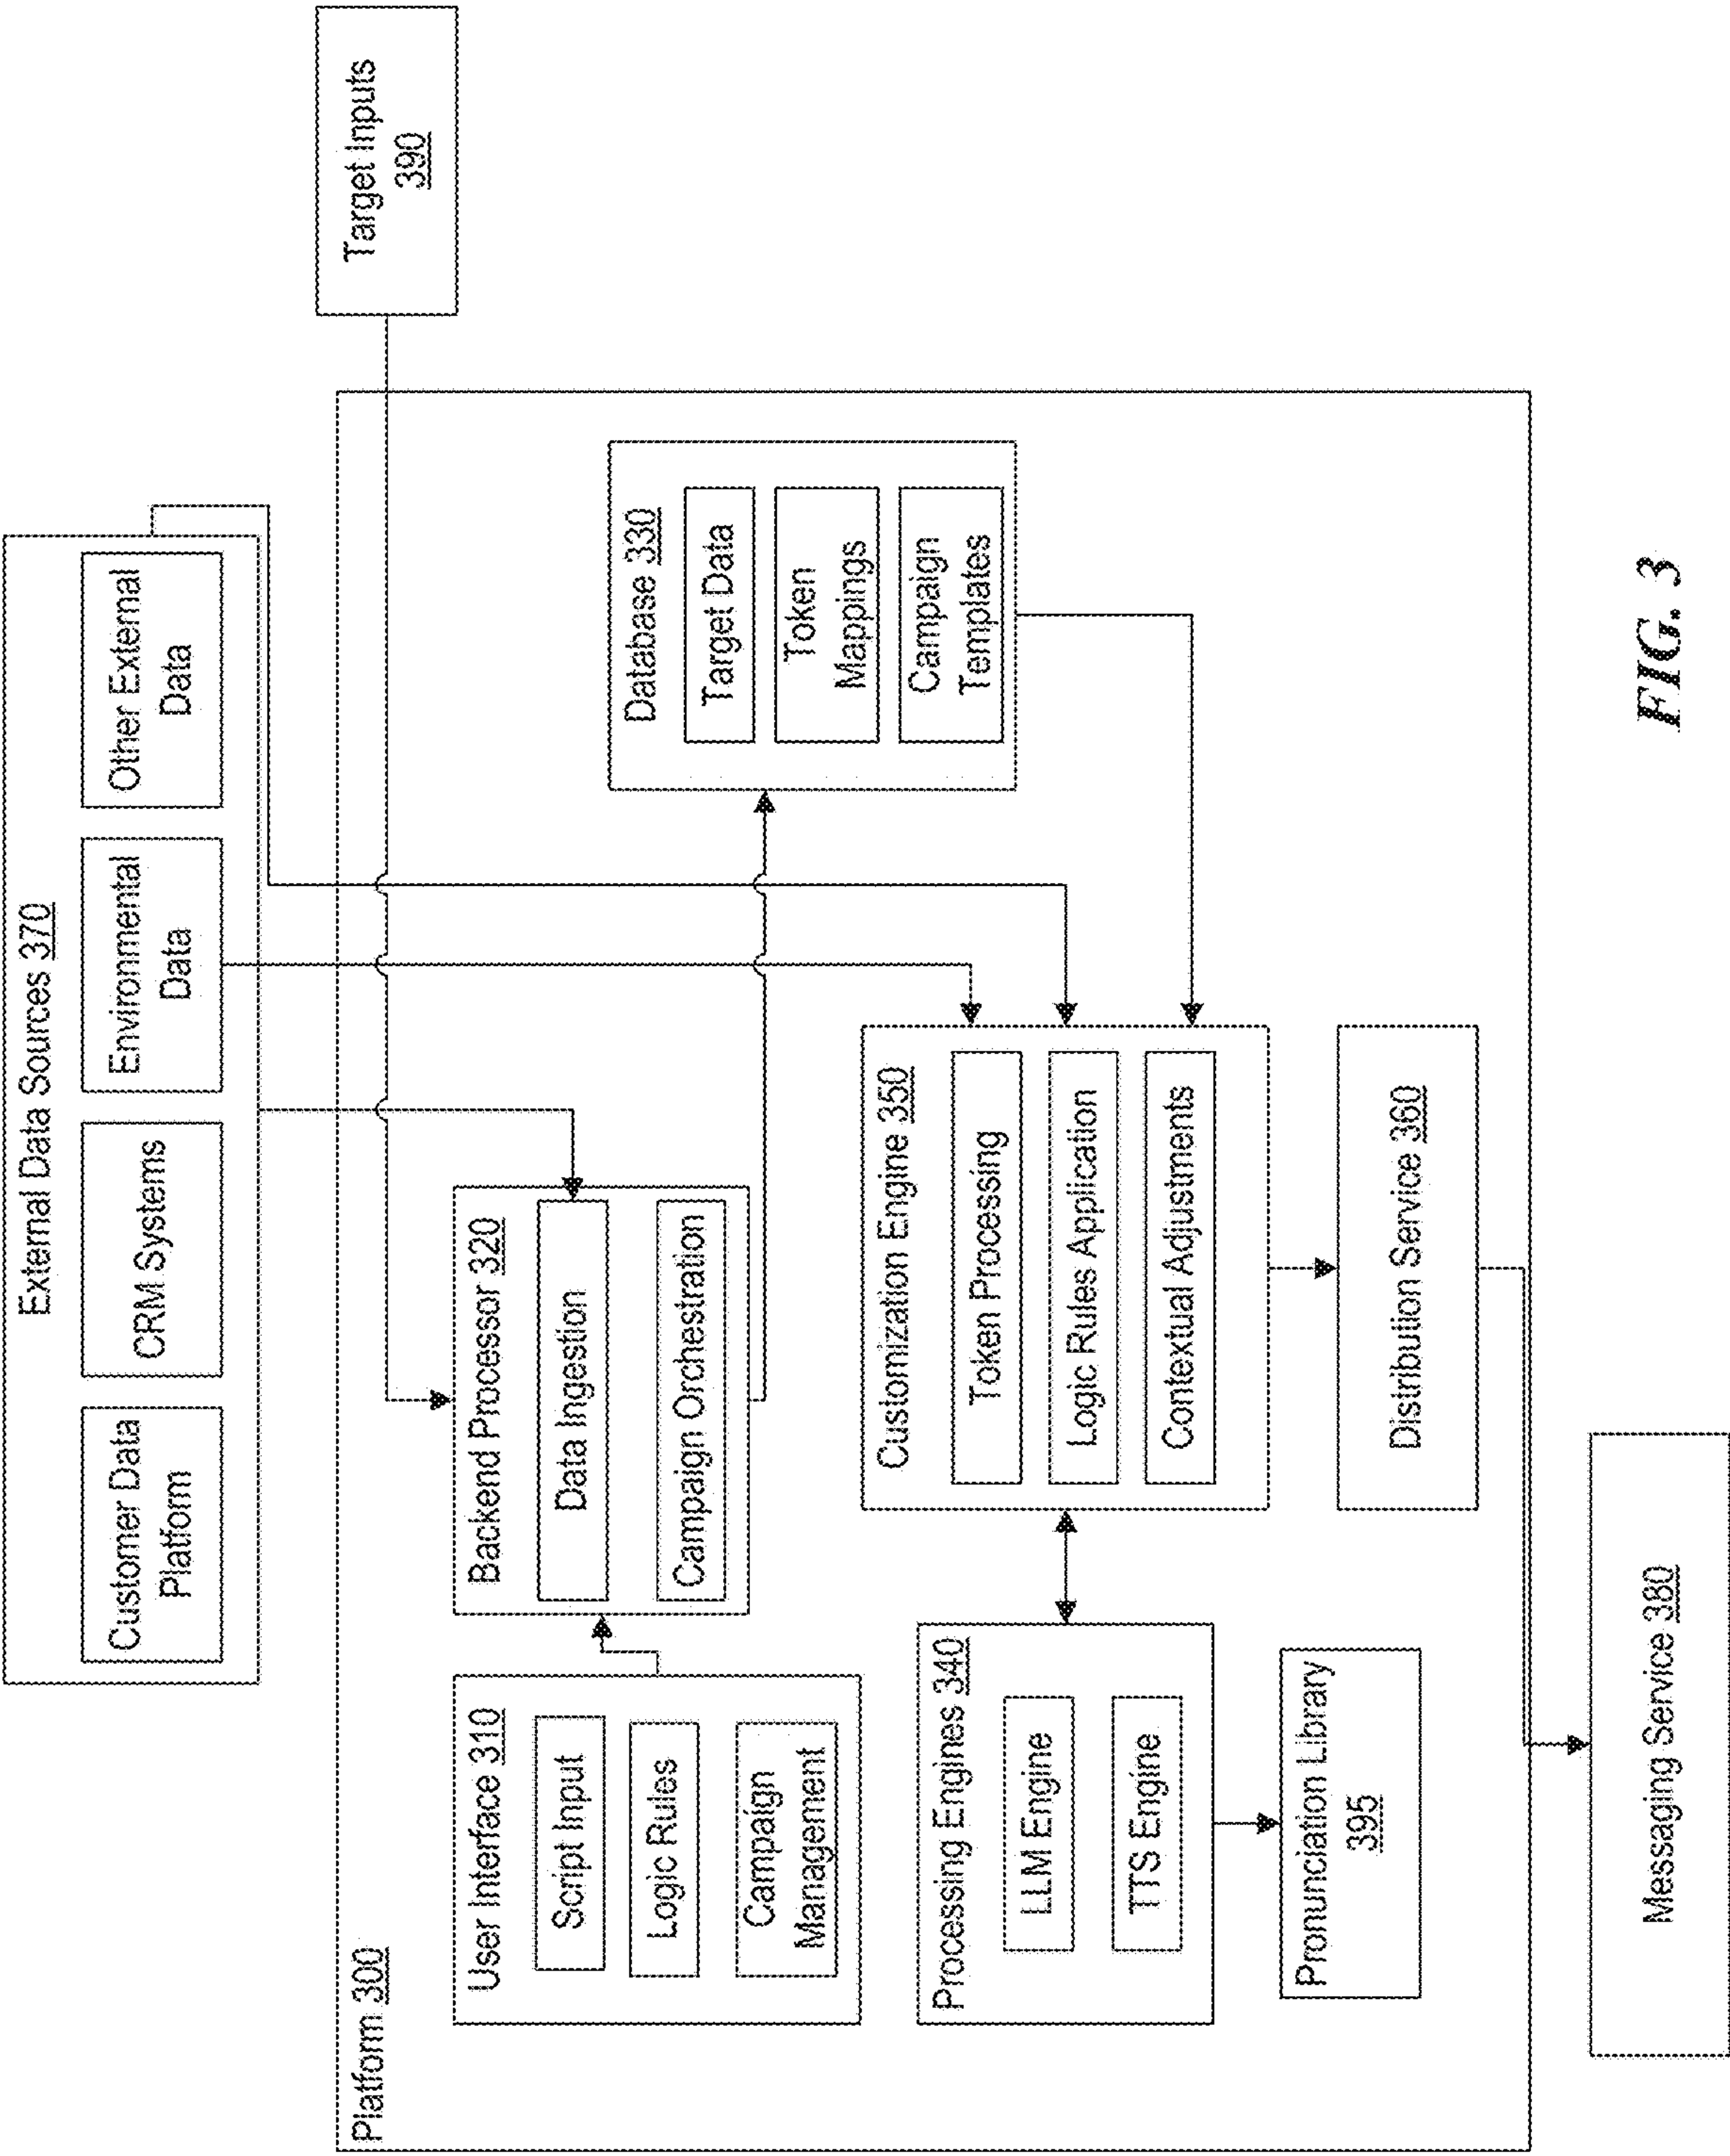 External Data Sources 370
Customer Data
Platform
CRM Systems
Environmental
Data
Other External
Data
Target Inputs
390
Platform 300
User Interface 310
Script Input
Logic Rules
Campaign
Management
Backend Processor 320
Data Ingestion
Campaign Orchestration
Database 330
Target Data
Token
Mappings
Campaign
Templates
Processing Engines 340
LLM Engine
TTS Engine
Pronunciation Library
395
Customization Engine 350
Token Processing
Logic Rules Application
Contextual Adjustments
Distribution Service 360
Messaging Service 380
FIG. 3